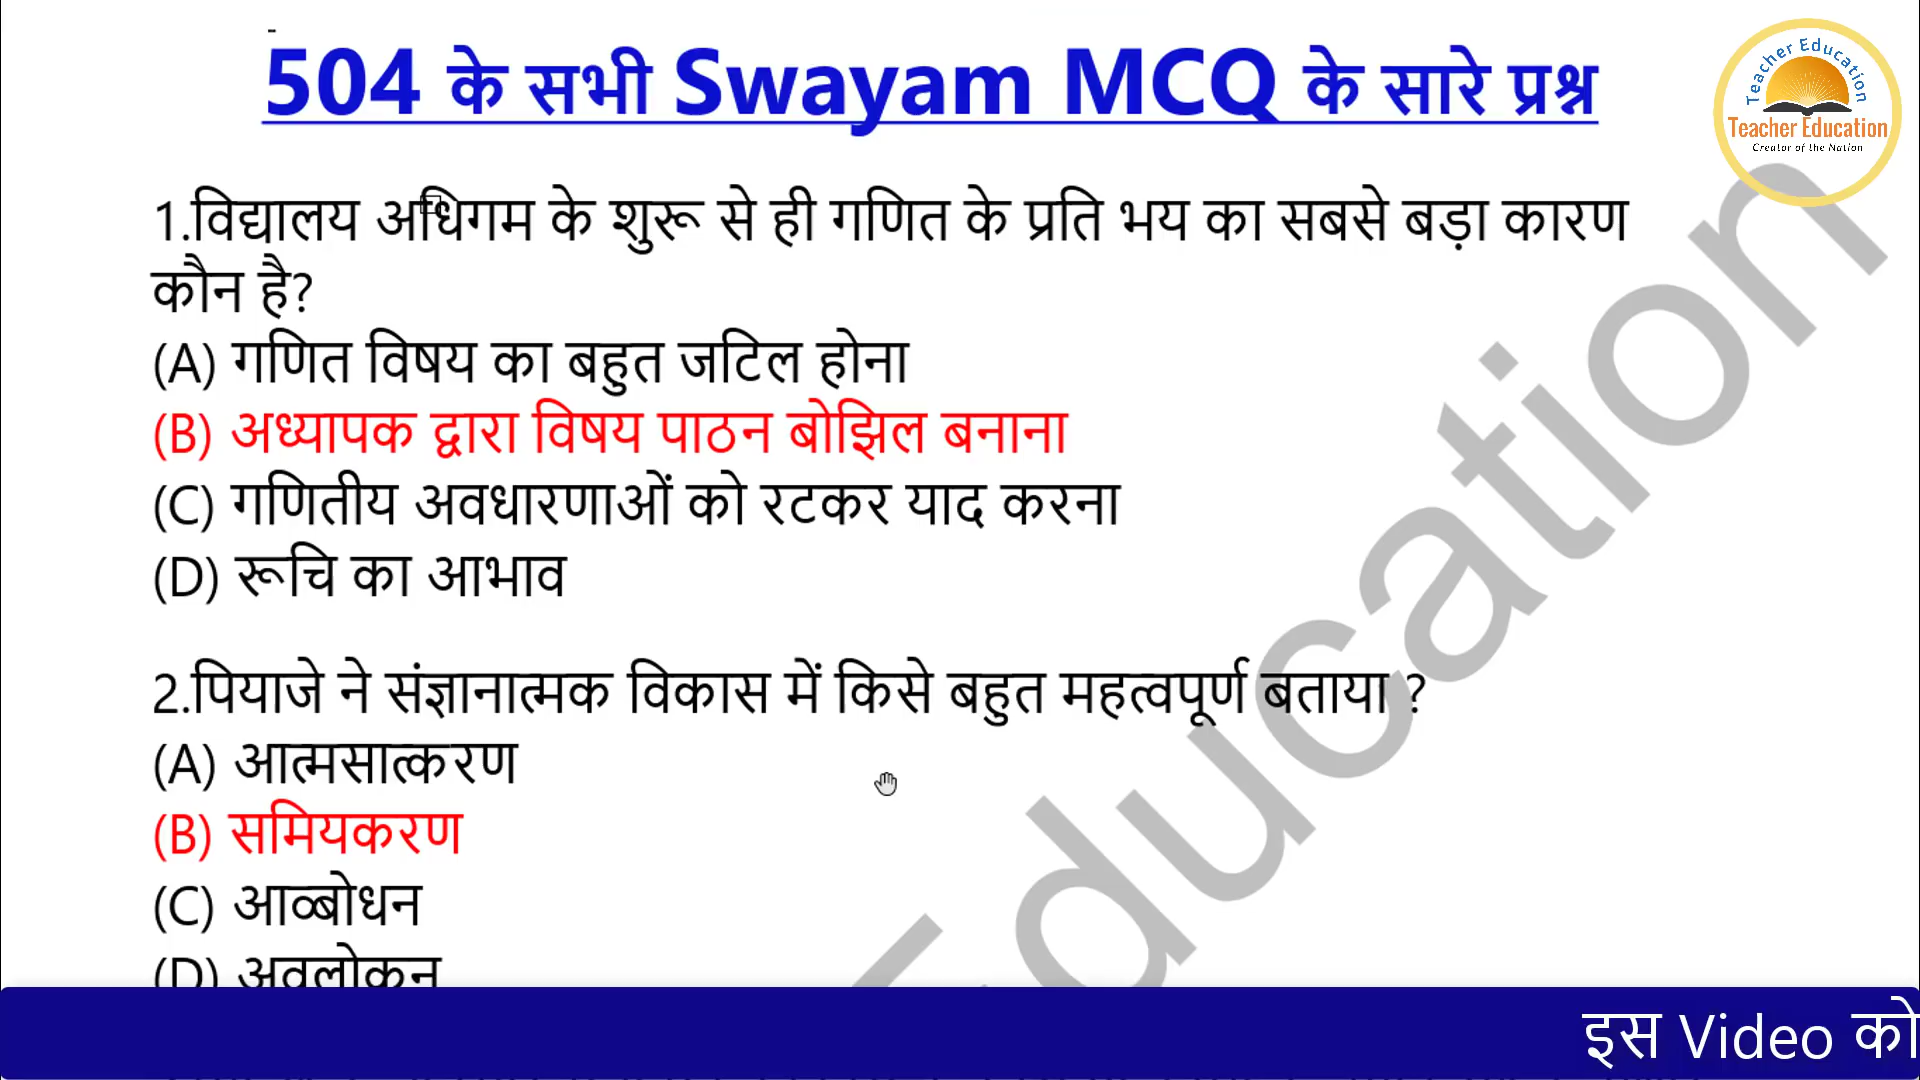 504 के सभी Swayam MCQ के सारे प्रश्न
Teacher Education
Teacher Education
Creator of the Nation
1.विद्यालय अधिगम के शुरू से ही गणित के प्रति भय का सबसे बड़ा कारण
कौन है?
(A) गणित विषय का बहुत जटिल होना
(B) अध्यापक द्वारा विषय पाठन बोझिल बनाना
(C) गणितीय अवधारणाओं को रटकर याद करना
(D) रूचि का आभाव
2.पियाजे ने संज्ञानात्मक विकास में किसे बहुत महत्वपूर्ण बताया ?
(A) आत्मसात्करण
(B) समियकरण
(C) आव्बोधन
(D) अवलोकन
Education
इस Video को